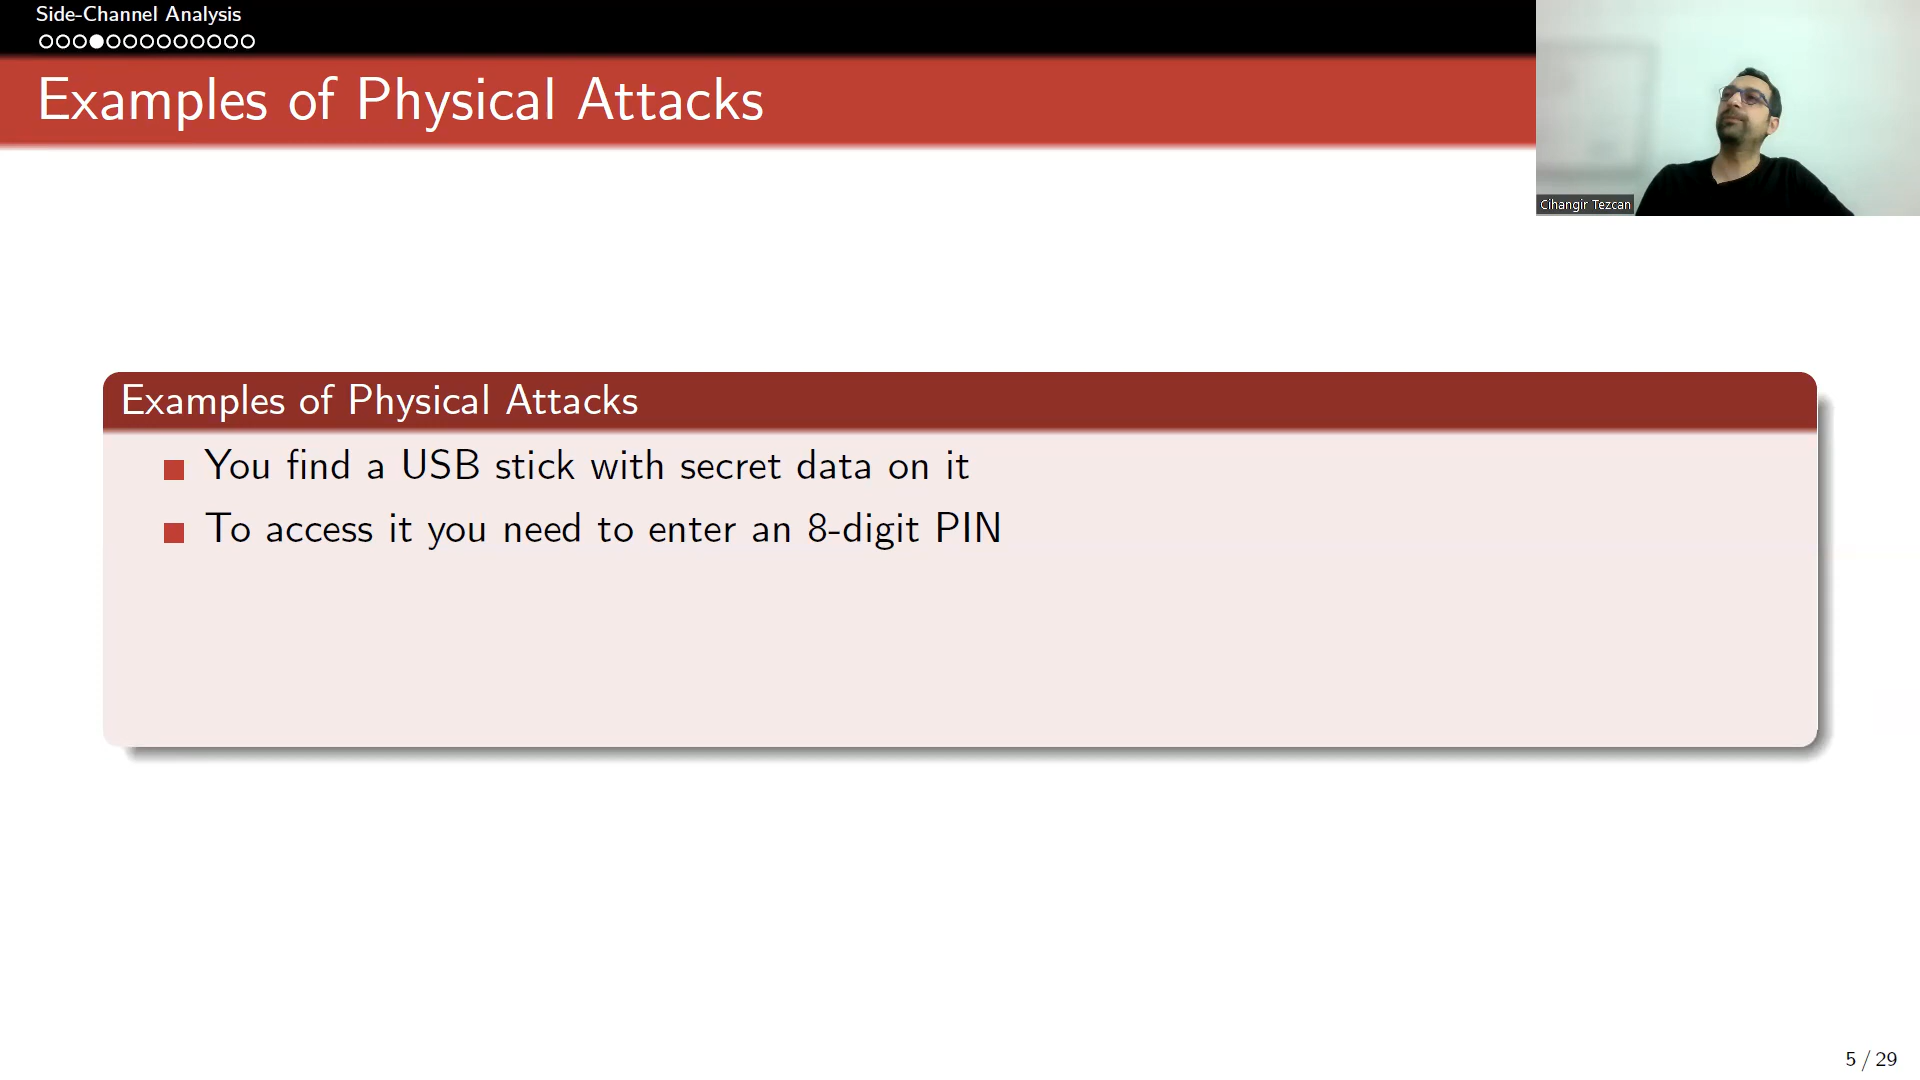 Side-Channel Analysis
Examples of Physical Attacks
Cihangir Tezcan
Examples of Physical Attacks
You find a USB stick with secret data on it
To access it you need to enter an 8-digit PIN
5 / 29